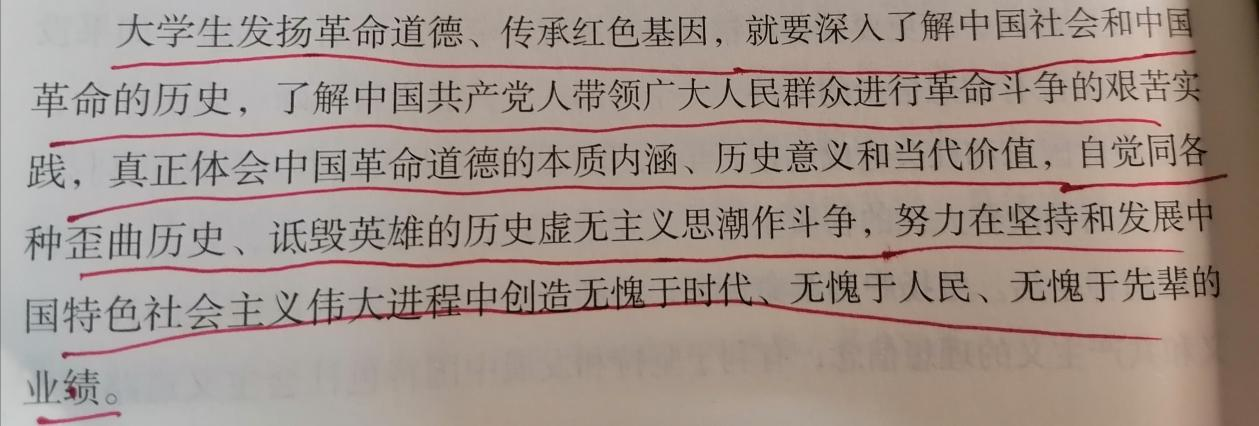 大学生发扬革命道德、传承红色基因，就要深入了解中国社会和中国
革命的历史，了解中国共产党人带领广大人民群众进行革命斗争的艰苦实
践，真正体会中国革命道德的本质内涵、历史意义和当代价值，自觉同各
种歪曲历史、诋毁英雄的历史虚无主义思潮作斗争，努力在坚持和发展中
国特色社会主义伟大进程中创造无愧于时代、无愧于人民、无愧于先辈的
业绩。